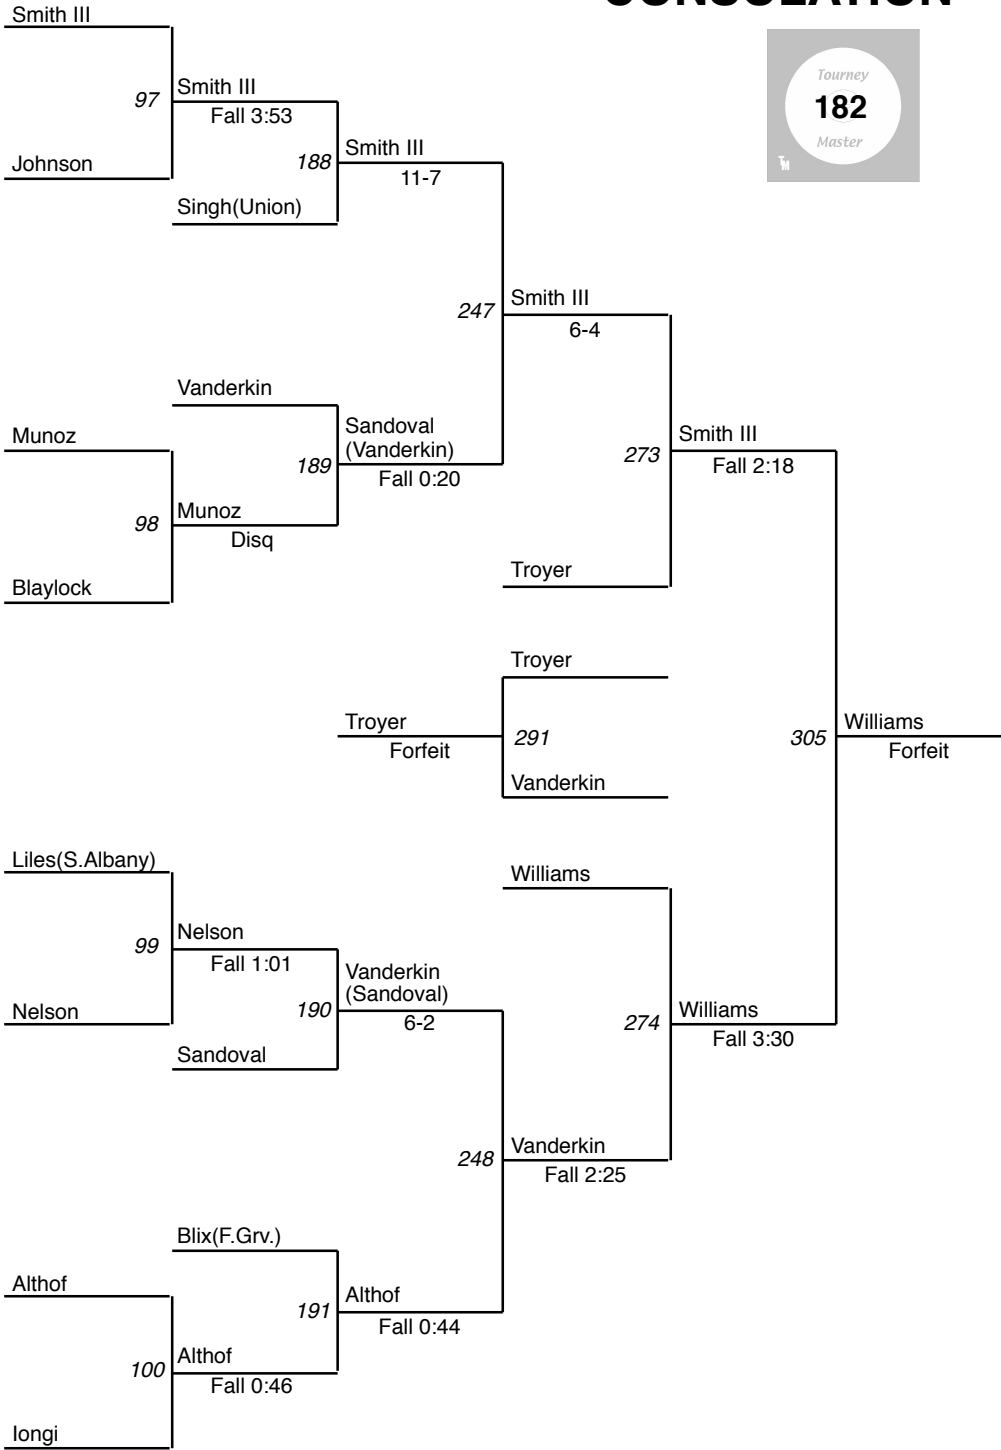 CONSOLATION
Smith III
Tourney
182
Master
TM
97
Smith III
Fall 3:53
Johnson
188
Smith III
11-7
Singh(Union)
247
Smith III
6-4
Vanderkin
Munoz
Sandoval
(Vanderkin)
189
Fall 0:20
273
Smith III
Fall 2:18
98
Munoz
Disq
Blaylock
Troyer
Troyer
Troyer
Forfeit
291
305
Williams
Forfeit
Vanderkin
Liles(S.Albany)
Williams
99
Nelson
Fall 1:01
Vanderkin
(Sandoval)
190
6-2
Nelson
274
Williams
Fall 3:30
Sandoval
248
Vanderkin
Fall 2:25
Blix(F.Grv.)
Althof
191
Althof
Fall 0:44
100
Althof
Fall 0:46
Iongi